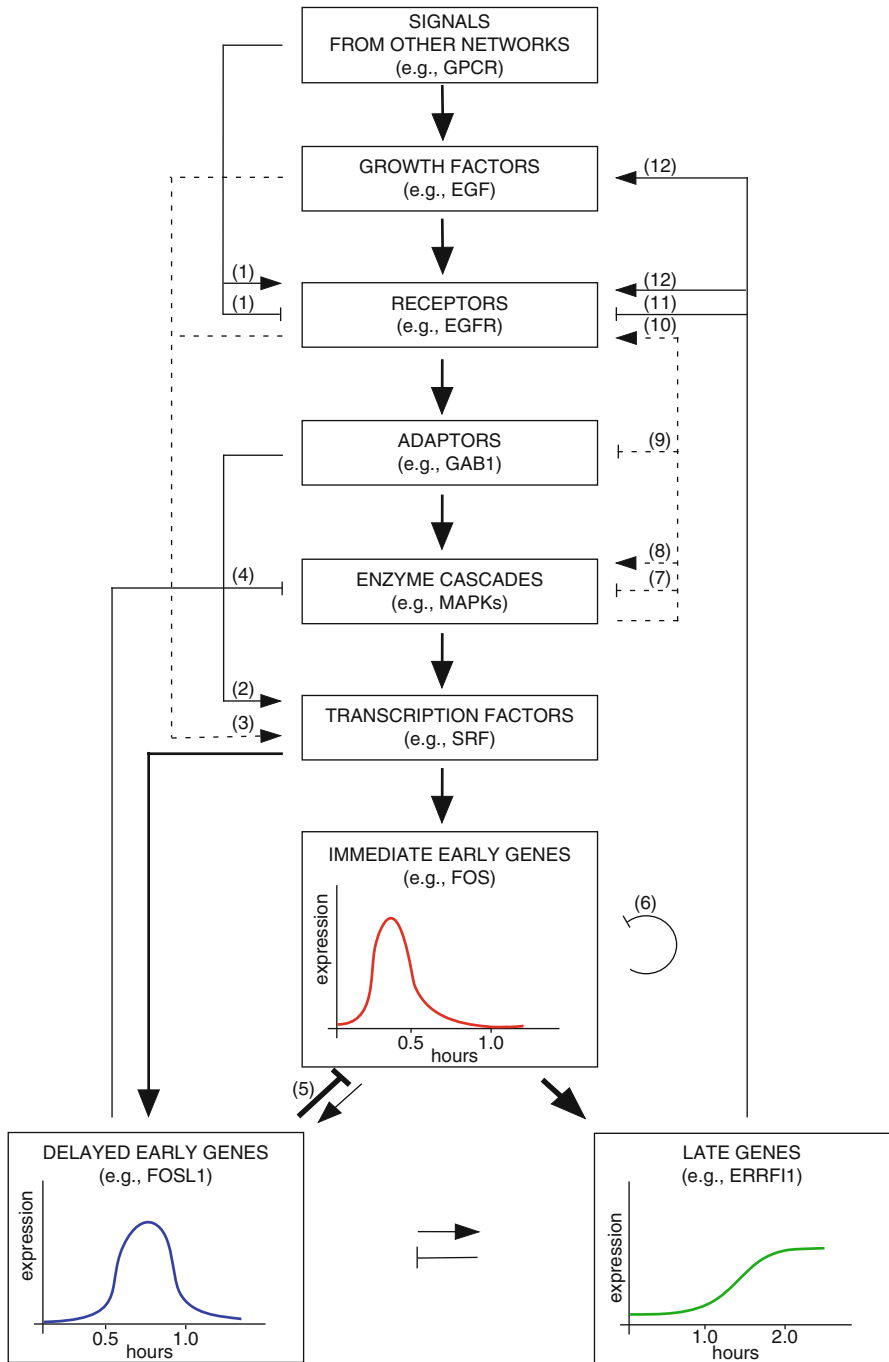 SIGNALS
FROM OTHER NETWORKS
(e.g., GPCR)
GROWTH FACTORS
(e.g., EGF)
(12)
(1)
(1)
RECEPTORS
(e.g., EGFR)
(12)
(11)
(10)
ADAPTORS
(e.g., GAB1)
(9)
(4)
ENZYME CASCADES
(e.g., MAPKs)
(8)
(7)
(2)
(3)
TRANSCRIPTION FACTORS
(e.g., SRF)
IMMEDIATE EARLY GENES
(e.g., FOS)
expression
0.5 1.0
hours
(6)
(5)
DELAYED EARLY GENES
(e.g., FOSL1)
expression
0.5 1.0
hours
LATE GENES
(e.g., ERRFI1)
expression
1.0 2.0
hours